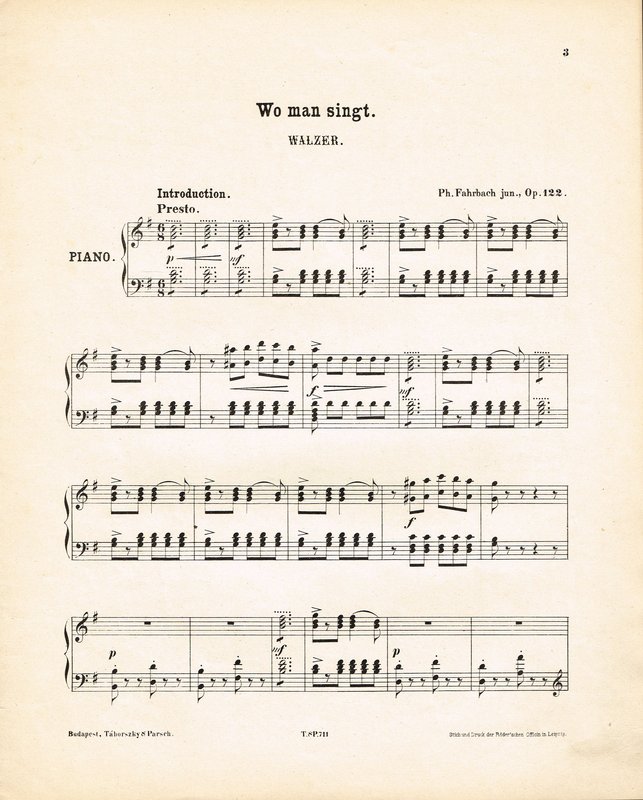 3
Wo man singt.
WALZER.
Introduction.
Presto.
Ph. Fahrbach jun., Op. 122.
PIANO.
p mf
f mf
f
p mf p
Budapest, Táborszky & Parsch.
T. & P. 711
Stich und Druck der Röder'schen Officin in Leipzig.